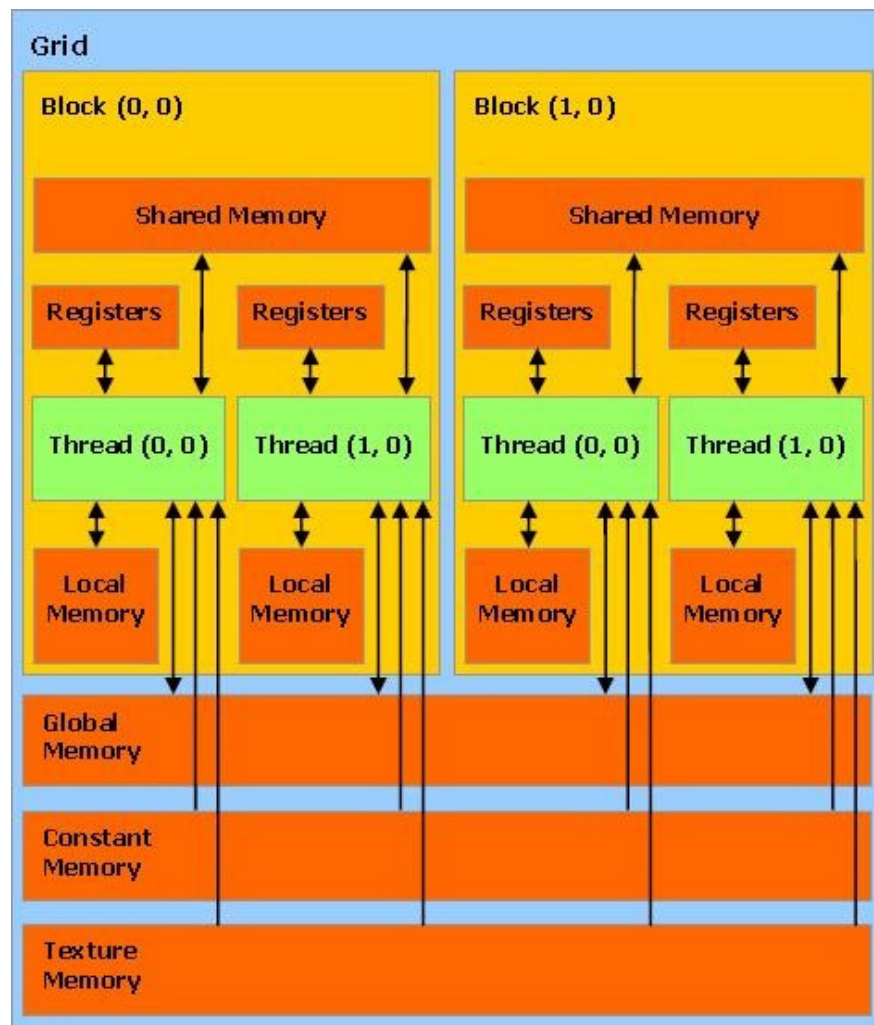 Grid
Block (0, 0)
Shared Memory
Registers
Registers
Thread (0, 0)
Thread (1, 0)
Local
Memory
Local
Memory
Block (1, 0)
Shared Memory
Registers
Registers
Thread (0, 0)
Thread (1, 0)
Local
Memory
Local
Memory
Global
Memory
Constant
Memory
Texture
Memory